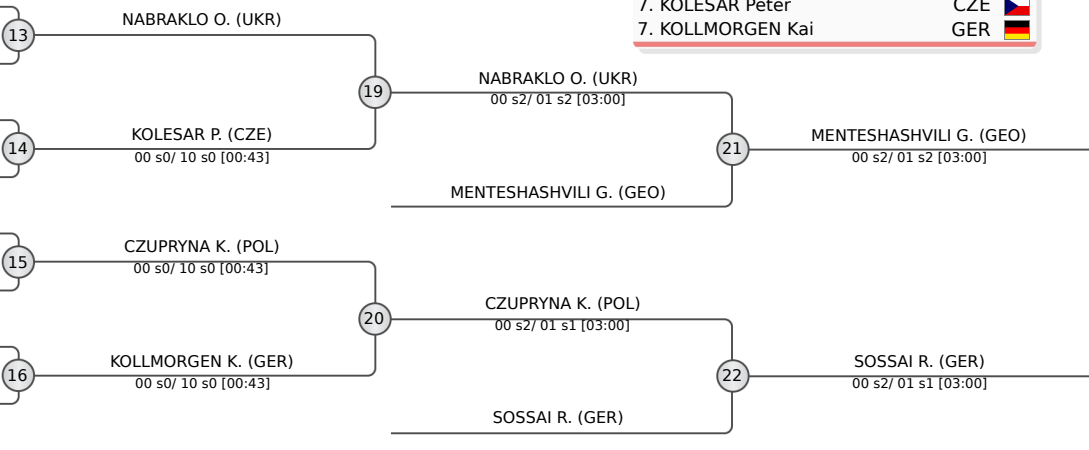 7. KOLESAR Peter CZE
7. KOLLMORGEN Kai GER
NABRAKLO O. (UKR)
13
19
NABRAKLO O. (UKR)
00 s2/ 01 s2 [03:00]
14
KOLESAR P. (CZE)
00 s0/ 10 s0 [00:43]
21
MENTESHASHVILI G. (GEO)
00 s2/ 01 s2 [03:00]
MENTESHASHVILI G. (GEO)
15
CZUPRYNA K. (POL)
00 s0/ 10 s0 [00:43]
20
CZUPRYNA K. (POL)
00 s2/ 01 s1 [03:00]
16
KOLLMORGEN K. (GER)
00 s0/ 10 s0 [00:43]
22
SOSSAI R. (GER)
00 s2/ 01 s1 [03:00]
SOSSAI R. (GER)